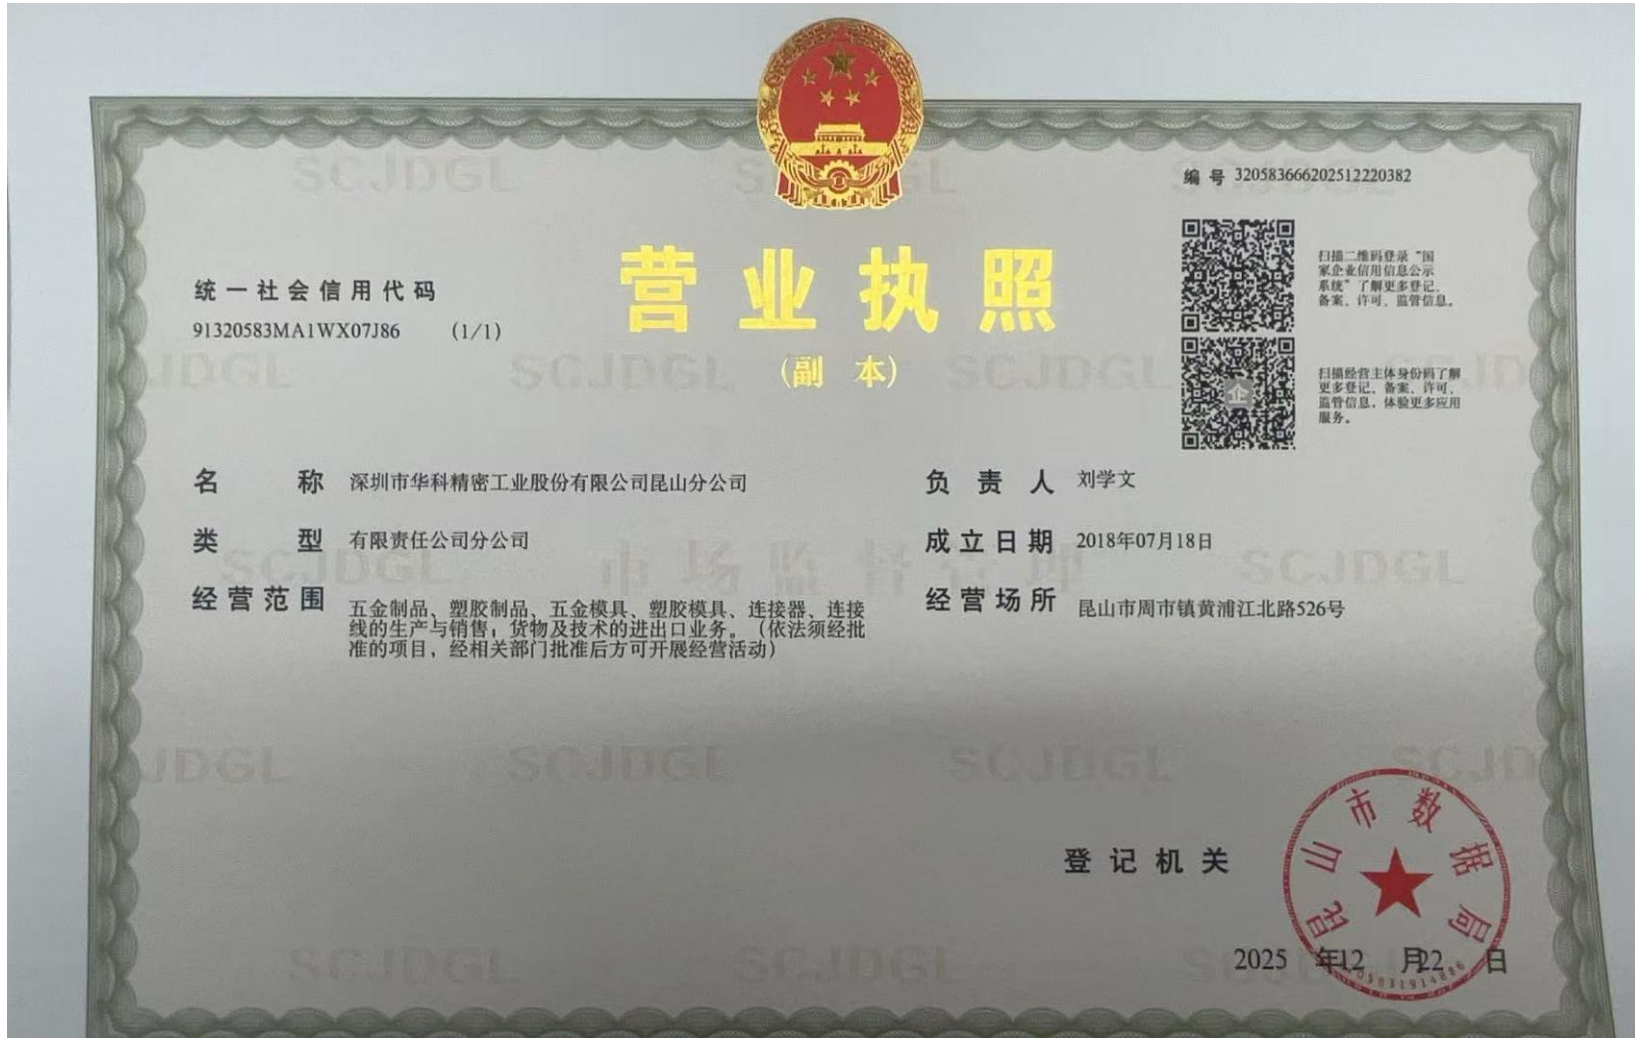 编号 320583666202512220382
统一社会信用代码
91320583MA1WX07J86 (1/1)
营业执照
(副 本)
扫描二维码登录“国
家企业信用信息公示
系统”了解更多登记、
备案、许可、监管信息。
扫描经营主体身份码了解
更多登记、备案、许可、
监管信息，体验更多应用
服务。
企
名称 深圳市华科精密工业股份有限公司昆山分公司
类型 有限责任公司分公司
经营范围 五金制品、塑胶制品、五金模具、塑胶模具、连接器、连接
线的生产与销售；货物及技术的进出口业务。（依法须经批
准的项目，经相关部门批准后方可开展经营活动）
负责人 刘学文
成立日期 2018年07月18日
经营场所 昆山市周市镇黄浦江北路526号
市场监督管理
SCJDGL
登记机关
昆山市数据局
2025 年12 月22 日